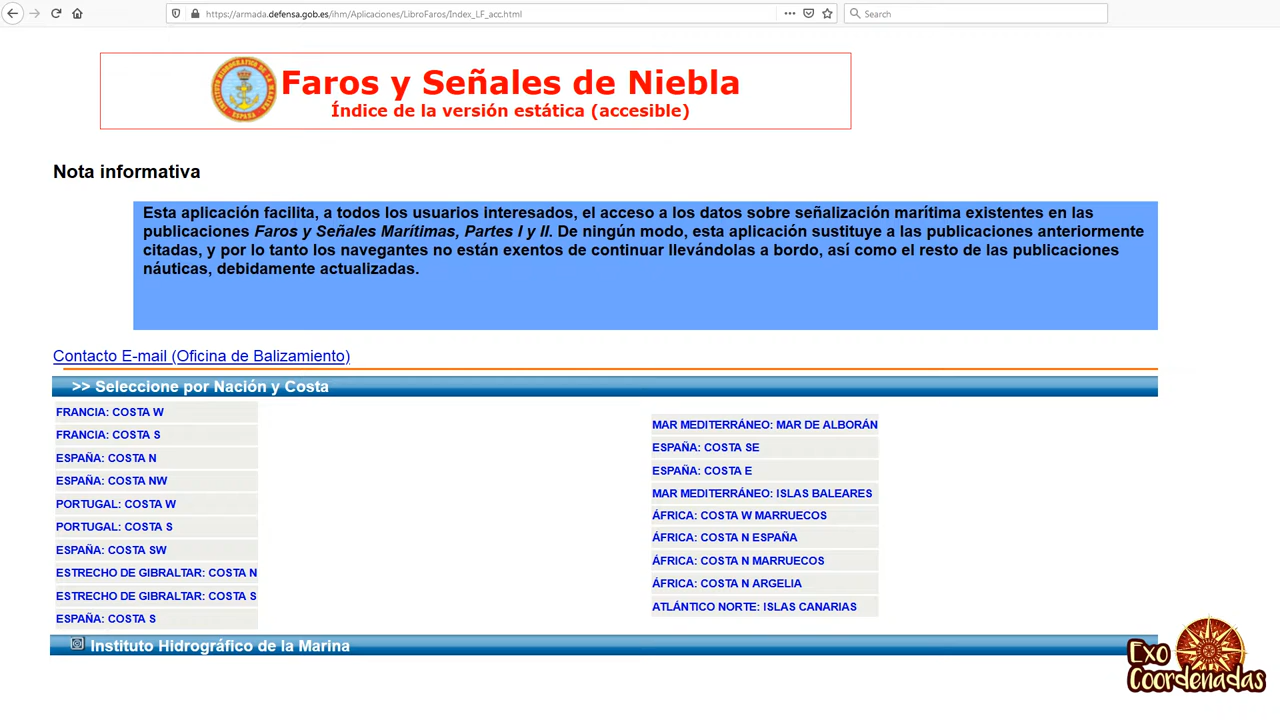 https://armada.defensa.gob.es/ihm/Aplicaciones/LibroFaros/Index_LF_acc.html
Search
Faros y Señales de Niebla
Índice de la versión estática (accesible)
Nota informativa
Esta aplicación facilita, a todos los usuarios interesados, el acceso a los datos sobre señalización marítima existentes en las
publicaciones Faros y Señales Marítimas, Partes I y II. De ningún modo, esta aplicación sustituye a las publicaciones anteriormente
citadas, y por lo tanto los navegantes no están exentos de continuar llevándolas a bordo, así como el resto de las publicaciones
náuticas, debidamente actualizadas.
Contacto E-mail (Oficina de Balizamiento)
>> Seleccione por Nación y Costa
FRANCIA: COSTA W
FRANCIA: COSTA S
ESPAÑA: COSTA N
ESPAÑA: COSTA NW
PORTUGAL: COSTA W
PORTUGAL: COSTA S
ESPAÑA: COSTA SW
ESTRECHO DE GIBRALTAR: COSTA N
ESTRECHO DE GIBRALTAR: COSTA S
ESPAÑA: COSTA S
MAR MEDITERRÁNEO: MAR DE ALBORÁN
ESPAÑA: COSTA SE
ESPAÑA: COSTA E
MAR MEDITERRÁNEO: ISLAS BALEARES
ÁFRICA: COSTA W MARRUECOS
ÁFRICA: COSTA N ESPAÑA
ÁFRICA: COSTA N MARRUECOS
ÁFRICA: COSTA N ARGELIA
ATLÁNTICO NORTE: ISLAS CANARIAS
Instituto Hidrográfico de la Marina
Exo
Coordenadas